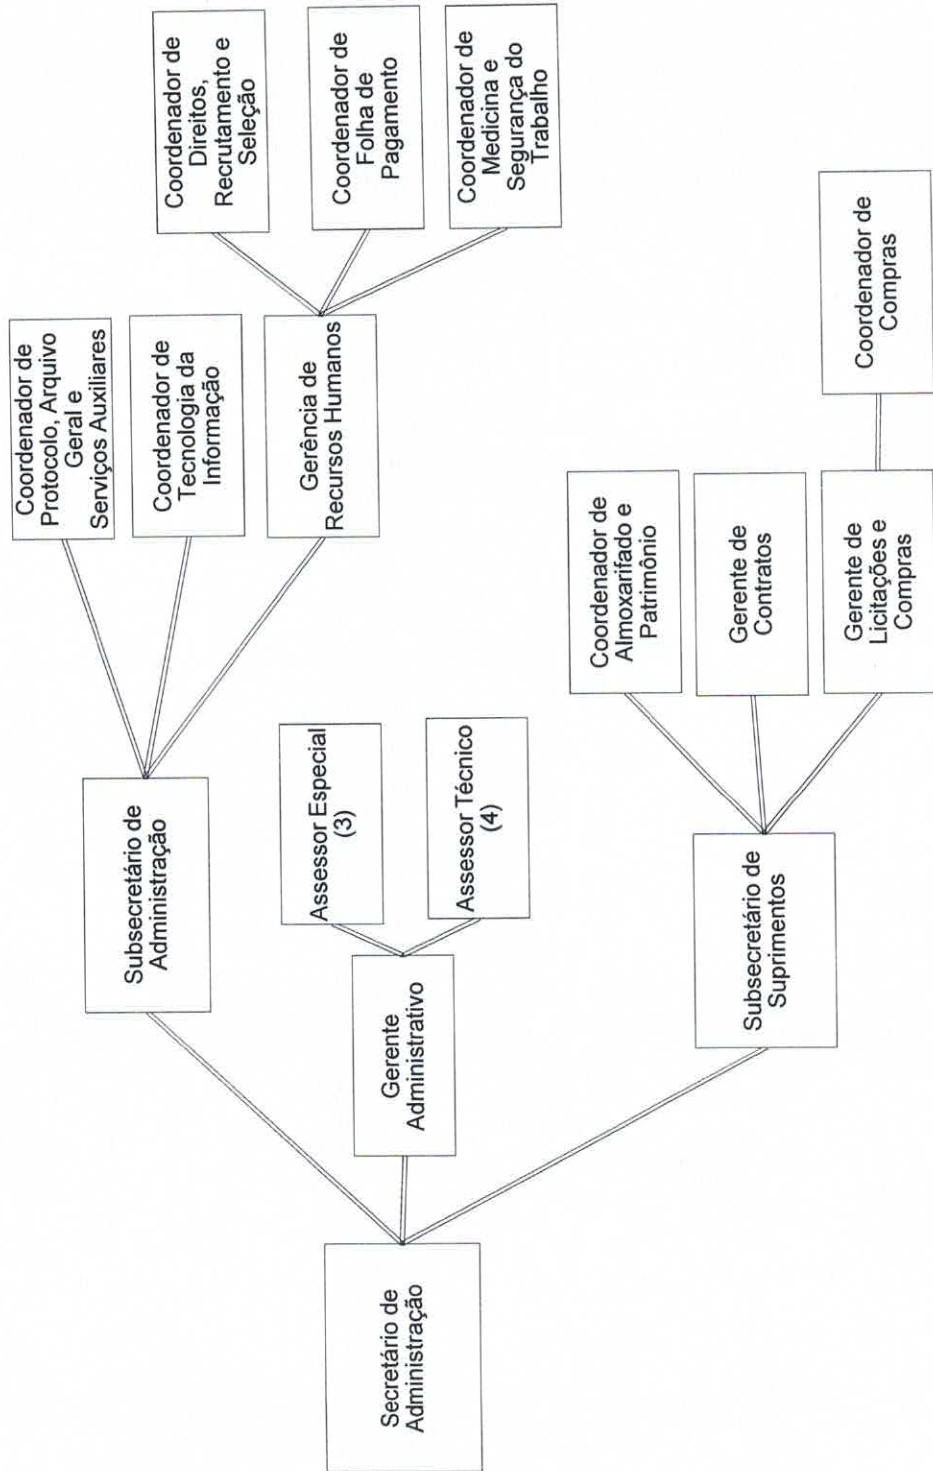 Secretário de
Administração
Subsecretário de
Administração
Gerente
Administrativo
Subsecretário de
Suprimentos
Coordenador de
Protocolo, Arquivo
Geral e
Serviços Auxiliares
Coordenador de
Tecnologia da
Informação
Gerência de
Recursos Humanos
Coordenador de
Direitos,
Recrutamento e
Seleção
Coordenador de
Folha de
Pagamento
Coordenador de
Medicina e
Segurança do
Trabalho
Assessor Especial
(3)
Assessor Técnico
(4)
Coordenador de
Almoxarifado e
Patrimônio
Gerente de
Contratos
Gerente de
Licitações e
Compras
Coordenador de
Compras